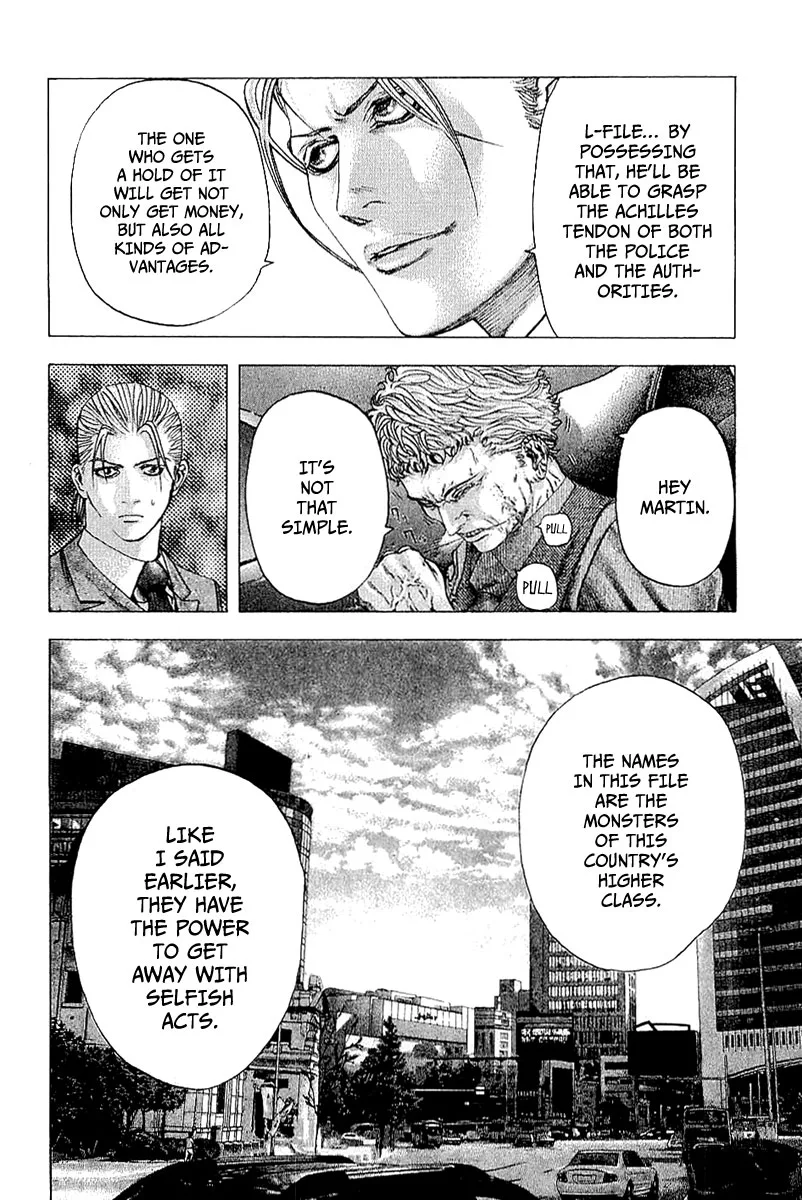 L-FILE... BY
POSSESSING
THAT, HE'LL BE
ABLE TO GRASP
THE ACHILLES
TENDON OF BOTH
THE POLICE
AND THE AUTH-
ORITIES.
THE ONE
WHO GETS
A HOLD OF IT
WILL GET NOT
ONLY GET MONEY,
BUT ALSO ALL
KINDS OF AD-
VANTAGES.
HEY
MARTIN.
PULL
PULL
IT'S
NOT
THAT
SIMPLE.
THE NAMES
IN THIS FILE
ARE THE
MONSTERS
OF THIS
COUNTRY'S
HIGHER
CLASS.
LIKE
I SAID
EARLIER,
THEY HAVE
THE POWER
TO GET
AWAY WITH
SELFISH
ACTS.